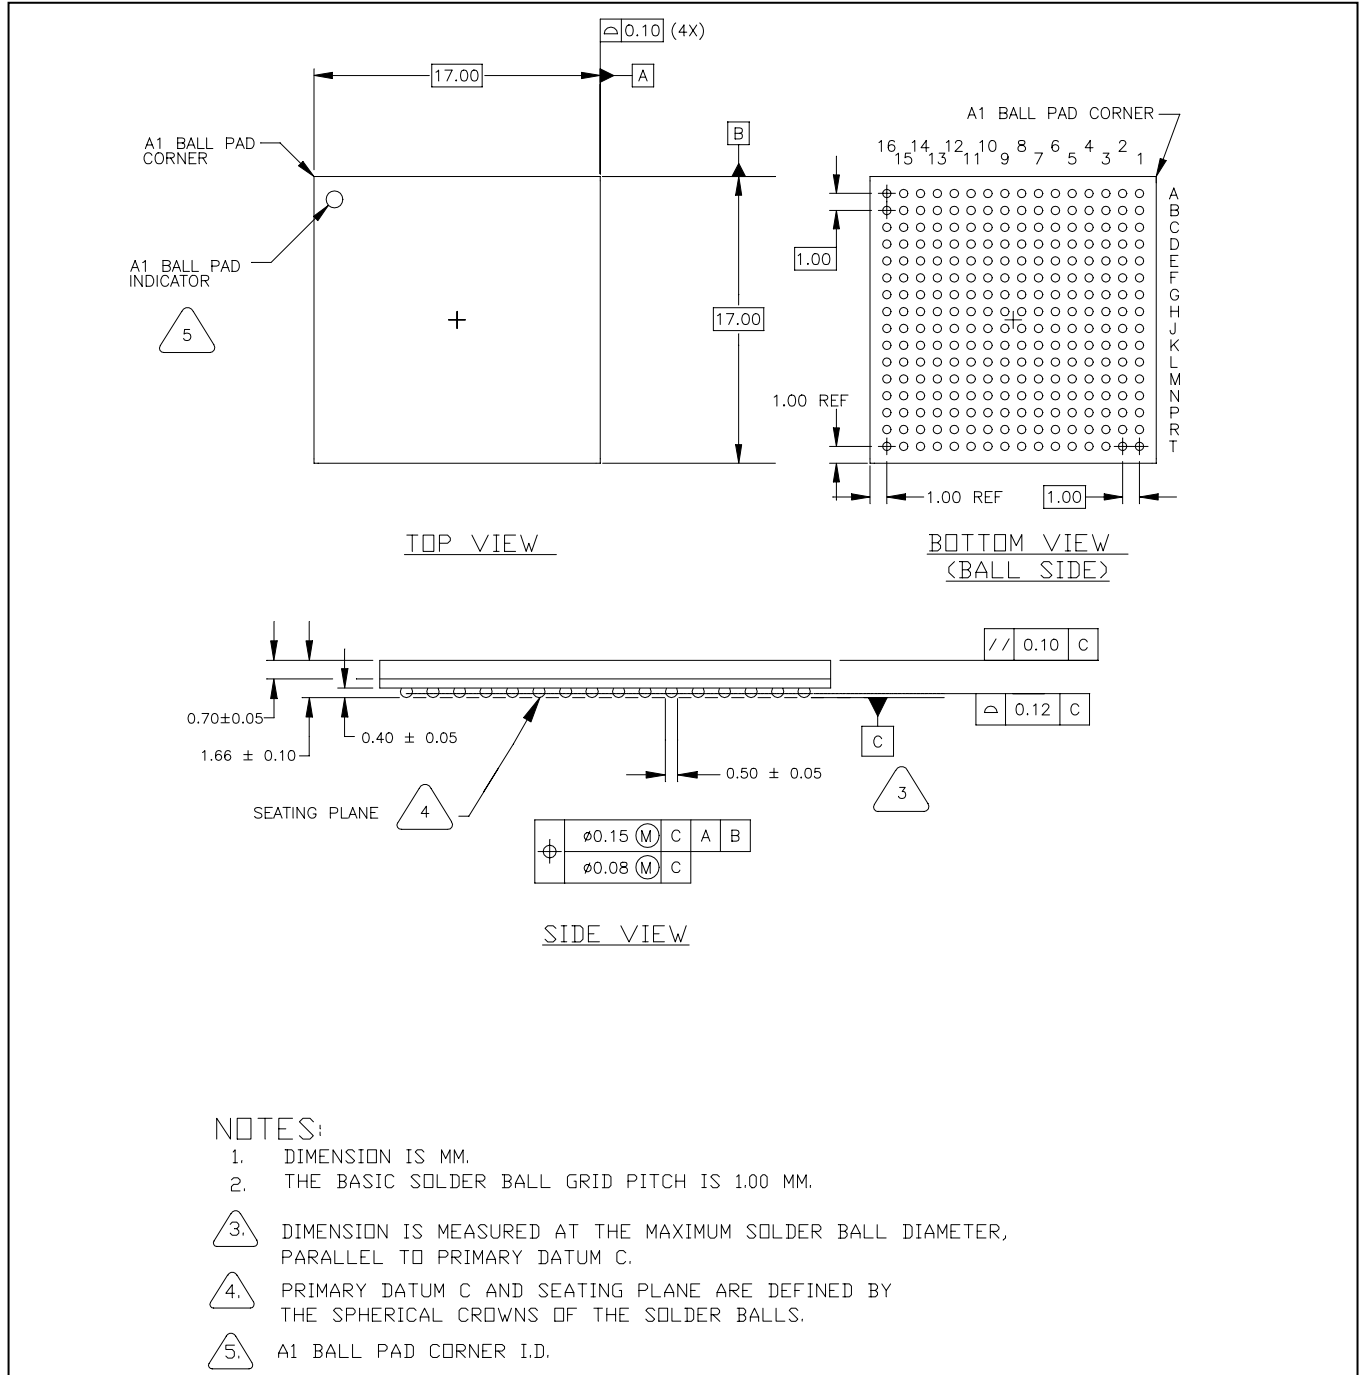 ⌓ 0.10 (4X)
17.00
A
A1 BALL PAD
CORNER
B
A1 BALL PAD
INDICATOR
5
17.00
A1 BALL PAD CORNER
16 14 12 10 8 6 4 2
15 13 11 9 7 5 3 1
A
B
C
D
E
F
G
H
J
K
L
M
N
P
R
T
1.00
1.00 REF
1.00 REF
1.00
TOP VIEW
BOTTOM VIEW
(BALL SIDE)
// 0.10 C
⌓ 0.12 C
0.70±0.05
0.40 ± 0.05
1.66 ± 0.10
C
0.50 ± 0.05
3
SEATING PLANE
4
⌖ ø0.15 Ⓜ C A B
ø0.08 Ⓜ C
SIDE VIEW
NOTES:
1. DIMENSION IS MM.
2. THE BASIC SOLDER BALL GRID PITCH IS 1.00 MM.
3. DIMENSION IS MEASURED AT THE MAXIMUM SOLDER BALL DIAMETER,
PARALLEL TO PRIMARY DATUM C.
4. PRIMARY DATUM C AND SEATING PLANE ARE DEFINED BY
THE SPHERICAL CROWNS OF THE SOLDER BALLS.
5. A1 BALL PAD CORNER I.D.